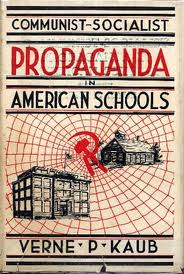 COMMUNIST-SOCIALIST
PROPAGANDA
IN
AMERICAN SCHOOLS
VERNE · P · KAUB